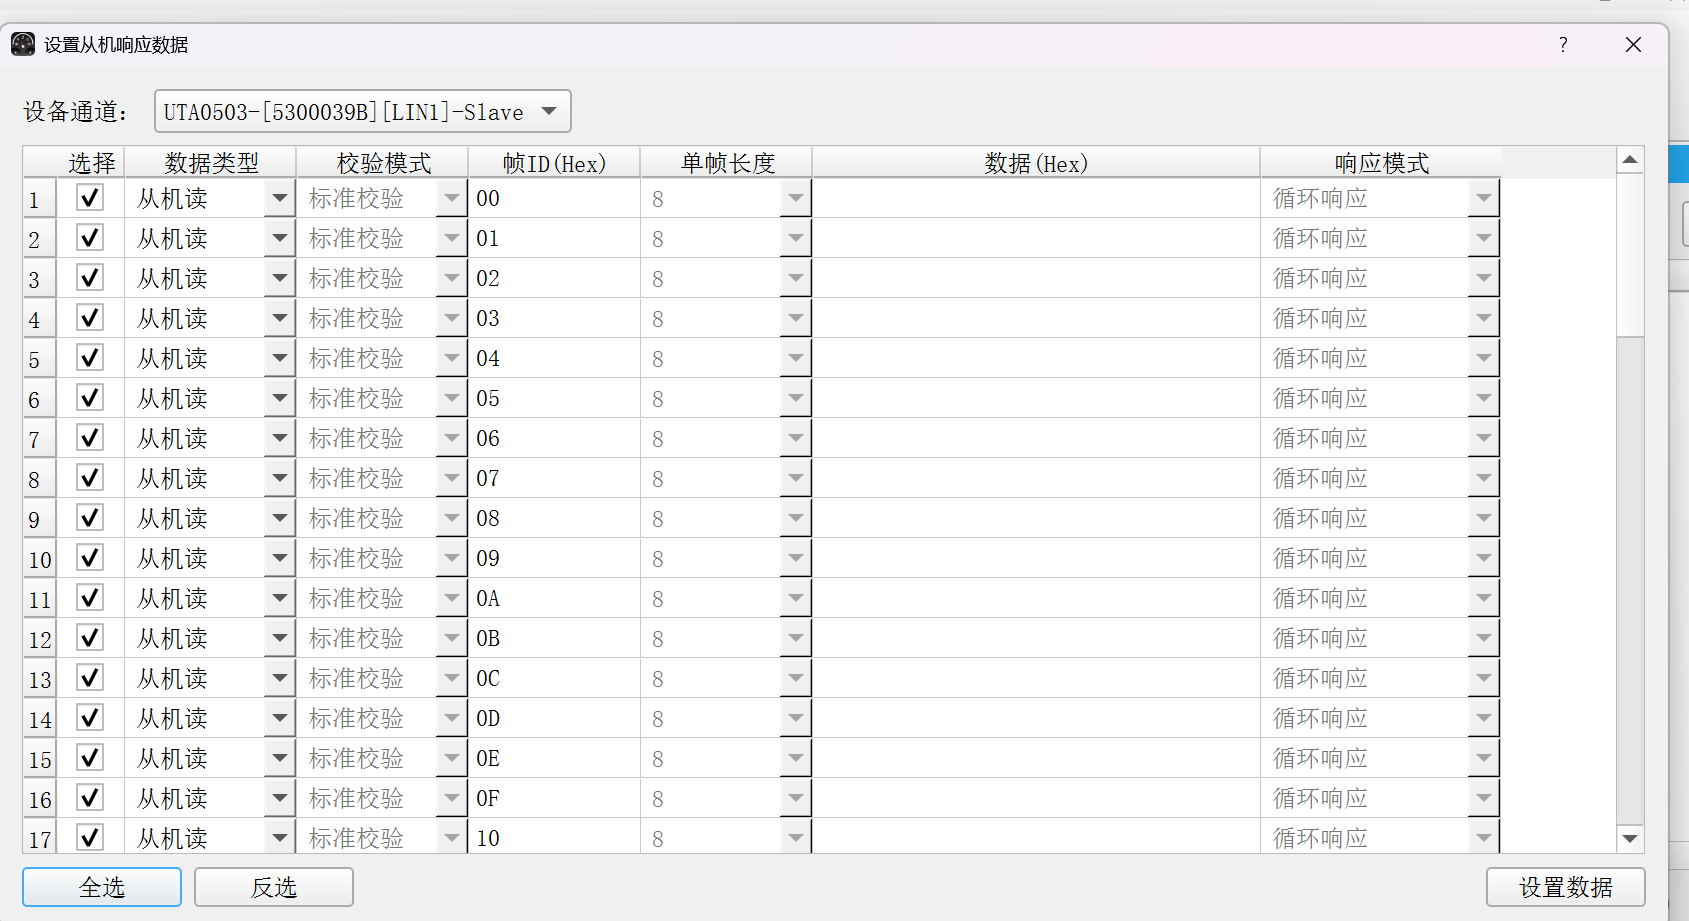 设置从机响应数据
设备通道： UTA0503-[5300039B][LIN1]-Slave
选择 数据类型 校验模式 帧ID(Hex) 单帧长度 数据(Hex) 响应模式
1 从机读 标准校验 00 8 循环响应
2 从机读 标准校验 01 8 循环响应
3 从机读 标准校验 02 8 循环响应
4 从机读 标准校验 03 8 循环响应
5 从机读 标准校验 04 8 循环响应
6 从机读 标准校验 05 8 循环响应
7 从机读 标准校验 06 8 循环响应
8 从机读 标准校验 07 8 循环响应
9 从机读 标准校验 08 8 循环响应
10 从机读 标准校验 09 8 循环响应
11 从机读 标准校验 0A 8 循环响应
12 从机读 标准校验 0B 8 循环响应
13 从机读 标准校验 0C 8 循环响应
14 从机读 标准校验 0D 8 循环响应
15 从机读 标准校验 0E 8 循环响应
16 从机读 标准校验 0F 8 循环响应
17 从机读 标准校验 10 8 循环响应
全选 反选 设置数据